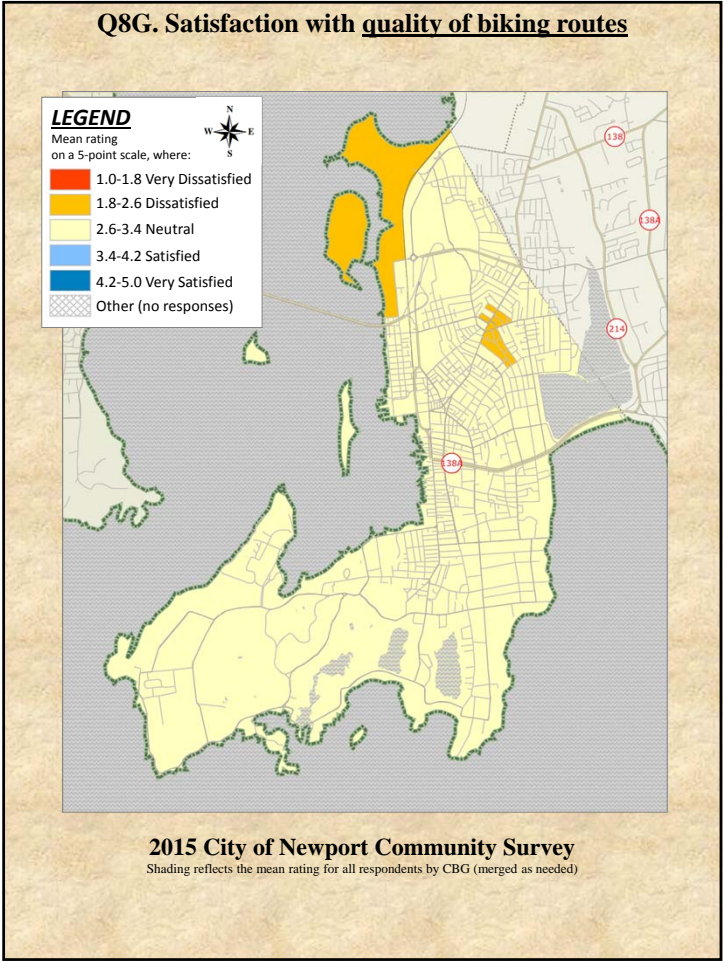 Q8G. Satisfaction with quality of biking routes
LEGEND
Mean rating
on a 5-point scale, where:
N
W E
S
1.0-1.8 Very Dissatisfied
1.8-2.6 Dissatisfied
2.6-3.4 Neutral
3.4-4.2 Satisfied
4.2-5.0 Very Satisfied
Other (no responses)
138
138A
214
138A
2015 City of Newport Community Survey
Shading reflects the mean rating for all respondents by CBG (merged as needed)